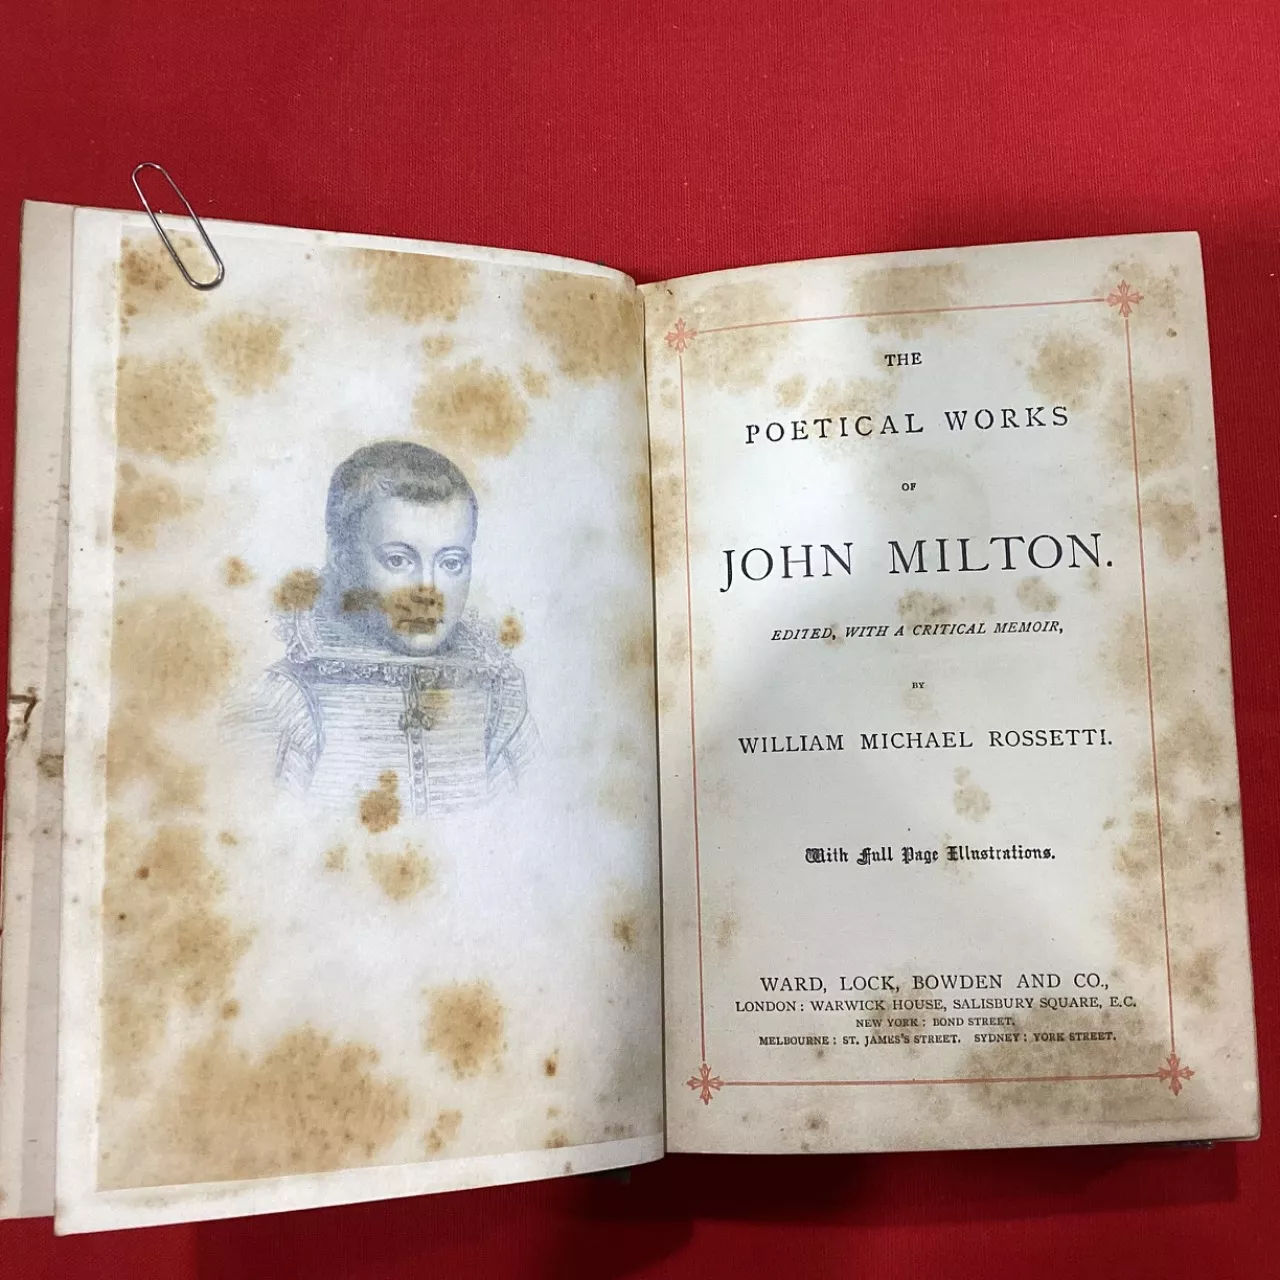 THE
POETICAL WORKS
OF
JOHN MILTON.
EDITED, WITH A CRITICAL MEMOIR,
BY
WILLIAM MICHAEL ROSSETTI.
With Full Page Illustrations.
WARD, LOCK, BOWDEN AND CO.,
LONDON: WARWICK HOUSE, SALISBURY SQUARE, E.C.
NEW YORK: BOND STREET.
MELBOURNE: ST. JAMES'S STREET. SYDNEY: YORK STREET.